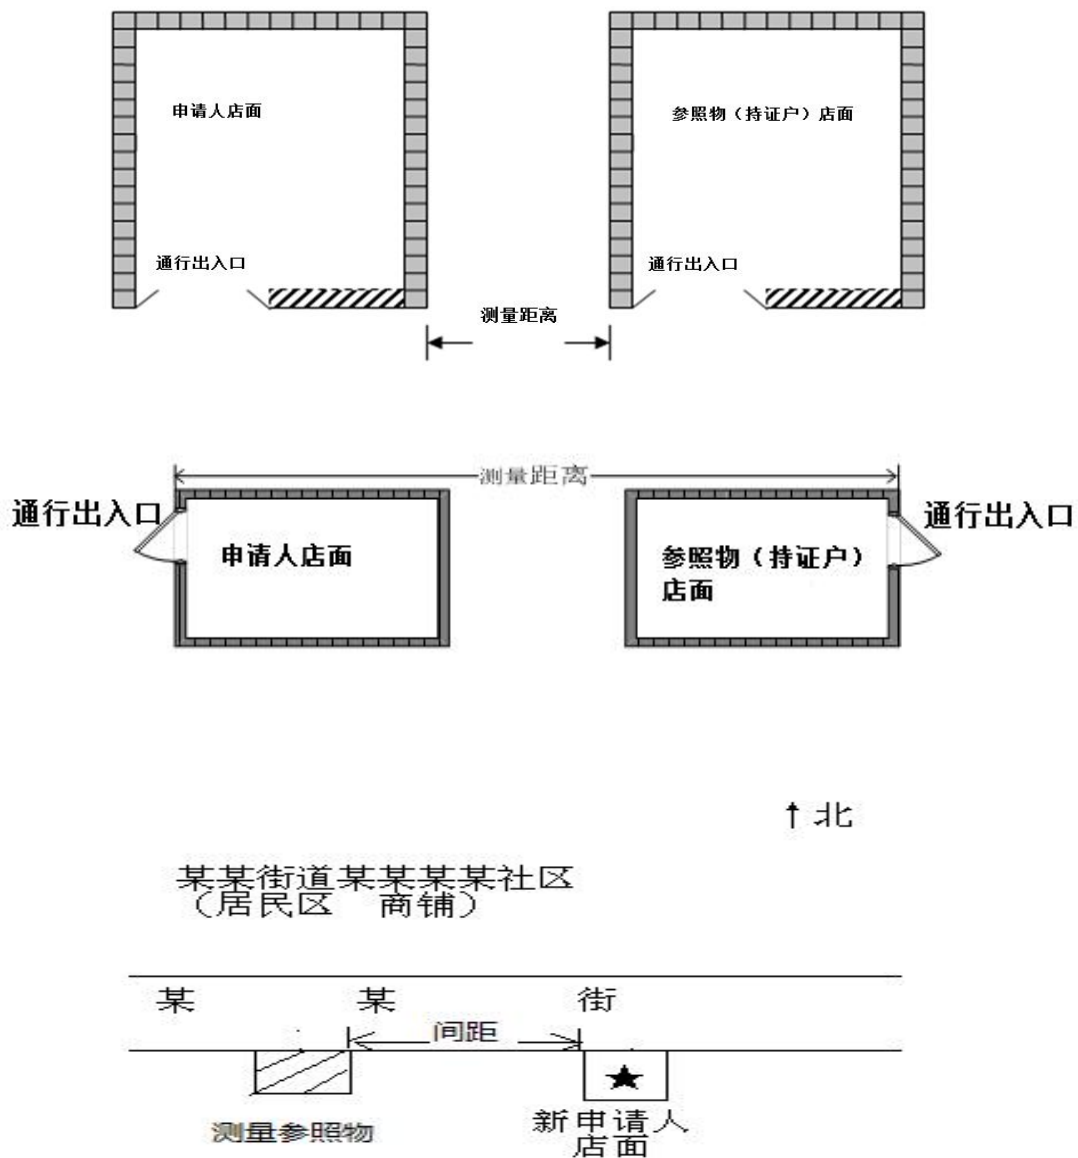 申请人店面
参照物（持证户）店面
通行出入口
通行出入口
测量距离
测量距离
通行出入口
通行出入口
申请人店面
参照物（持证户）
店面
北
某某街道某某某某社区
（居民区 商铺）
某 某 街
间距
测量参照物
新申请人
店面